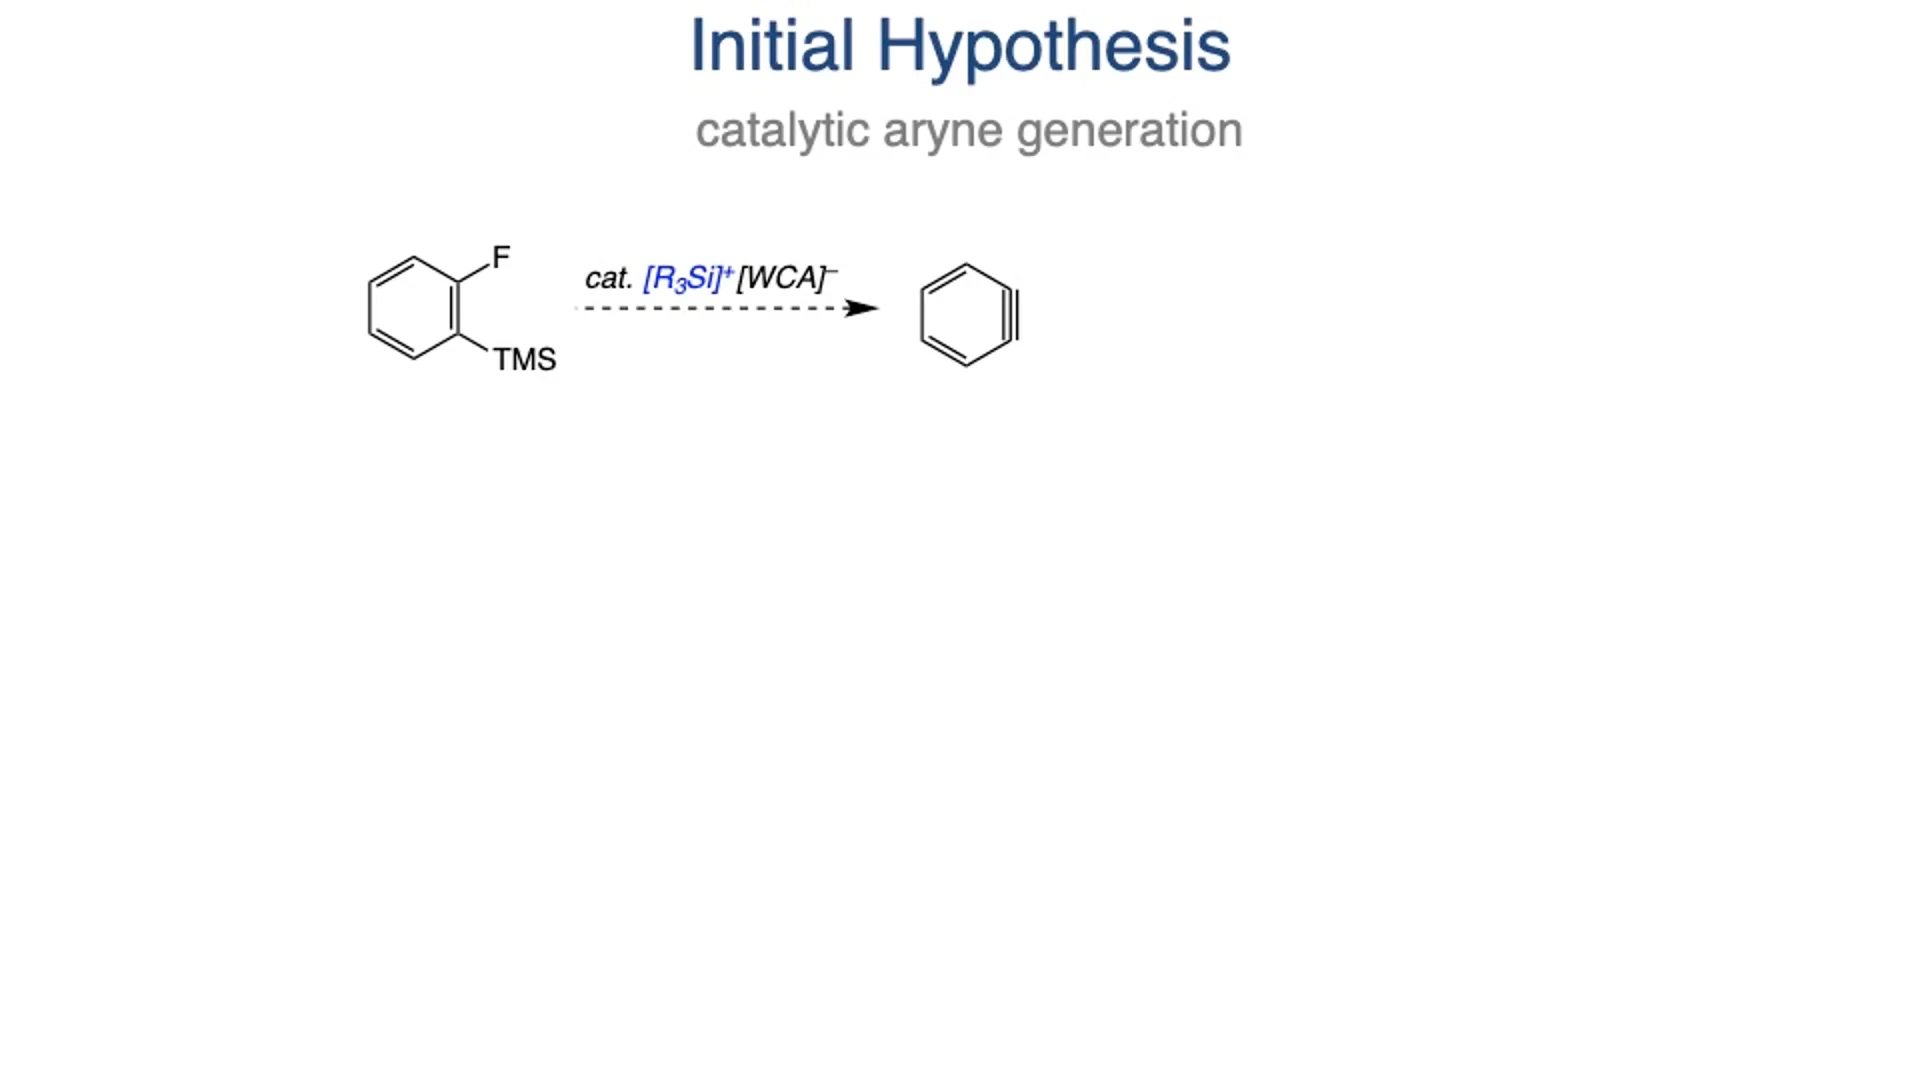 Initial Hypothesis
catalytic aryne generation
F
cat. [R₃Si]⁺[WCA]⁻
TMS